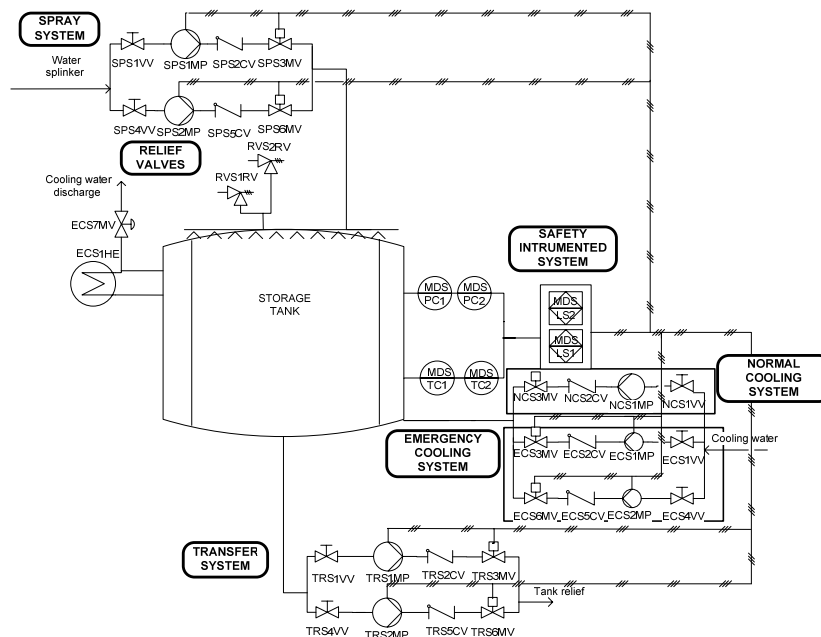 SPRAY
SYSTEM
Water
splinker
SPS1VV
SPS1MP
SPS2CV
SPS3MV
SPS4VV
SPS2MP
SPS5CV
SPS6MV
RELIEF
VALVES
RVS2RV
RVS1RV
Cooling water
discharge
ECS7MV
ECS1HE
STORAGE
TANK
SAFETY
INTRUMENTED
SYSTEM
MDS
PC1
MDS
PC2
MDS
LS2
MDS
LS1
MDS
TC1
MDS
TC2
NORMAL
COOLING
SYSTEM
NCS3MV
NCS2CV
NCS1MP
NCS1VV
EMERGENCY
COOLING
SYSTEM
Cooling water
ECS3MV
ECS2CV
ECS1MP
ECS1VV
ECS6MV
ECS5CV
ECS2MP
ECS4VV
TRANSFER
SYSTEM
TRS1VV
TRS1MP
TRS2CV
TRS3MV
Tank relief
TRS4VV
TRS2MP
TRS5CV
TRS6MV